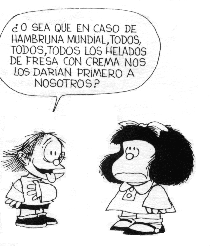 ¿O SEA QUE EN CASO DE
HAMBRUNA MUNDIAL, TODOS,
TODOS, TODOS LOS HELADOS
DE FRESA CON CREMA NOS
LOS DARIAN PRIMERO A
NOSOTROS?